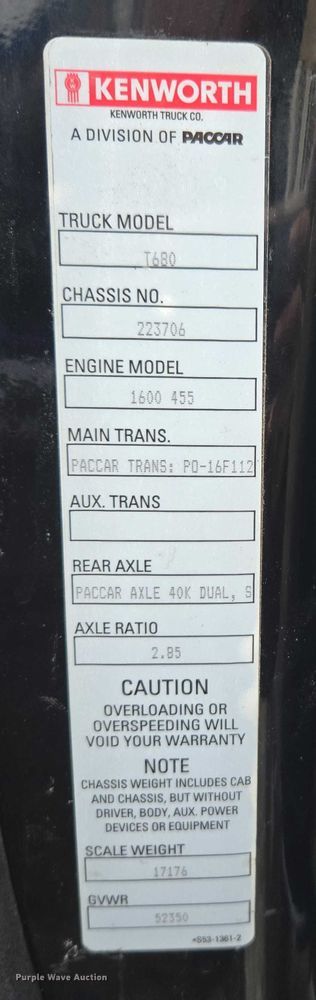 KENWORTH
KENWORTH TRUCK CO.
A DIVISION OF PACCAR
TRUCK MODEL
T680
CHASSIS NO.
223706
ENGINE MODEL
1600 455
MAIN TRANS.
PACCAR TRANS: PO-16F112
AUX. TRANS
REAR AXLE
PACCAR AXLE 40K DUAL, S
AXLE RATIO
2.85
CAUTION
OVERLOADING OR
OVERSPEEDING WILL
VOID YOUR WARRANTY
NOTE
CHASSIS WEIGHT INCLUDES CAB
AND CHASSIS, BUT WITHOUT
DRIVER, BODY, AUX. POWER
DEVICES OR EQUIPMENT
SCALE WEIGHT
17176
GVWR
52350
*S53-1361-2
Purple Wave Auction